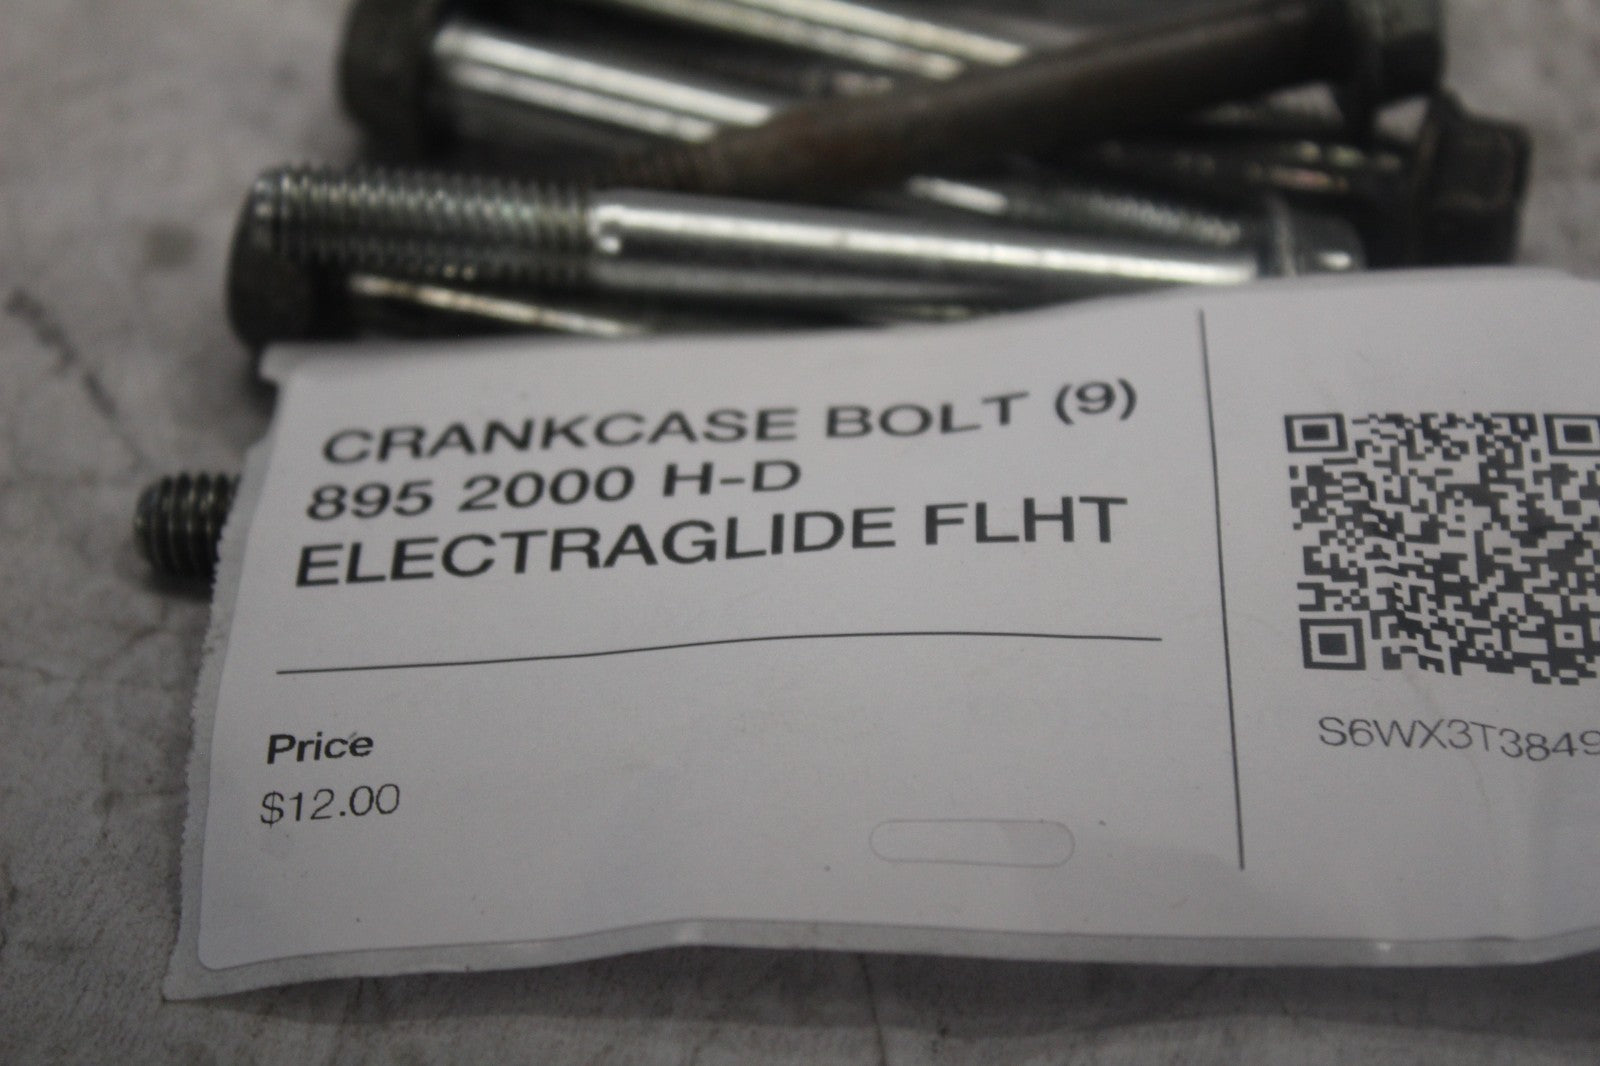 CRANKCASE BOLT (9)
895 2000 H-D
ELECTRAGLIDE FLHT
Price
$12.00
S6WX3T3849